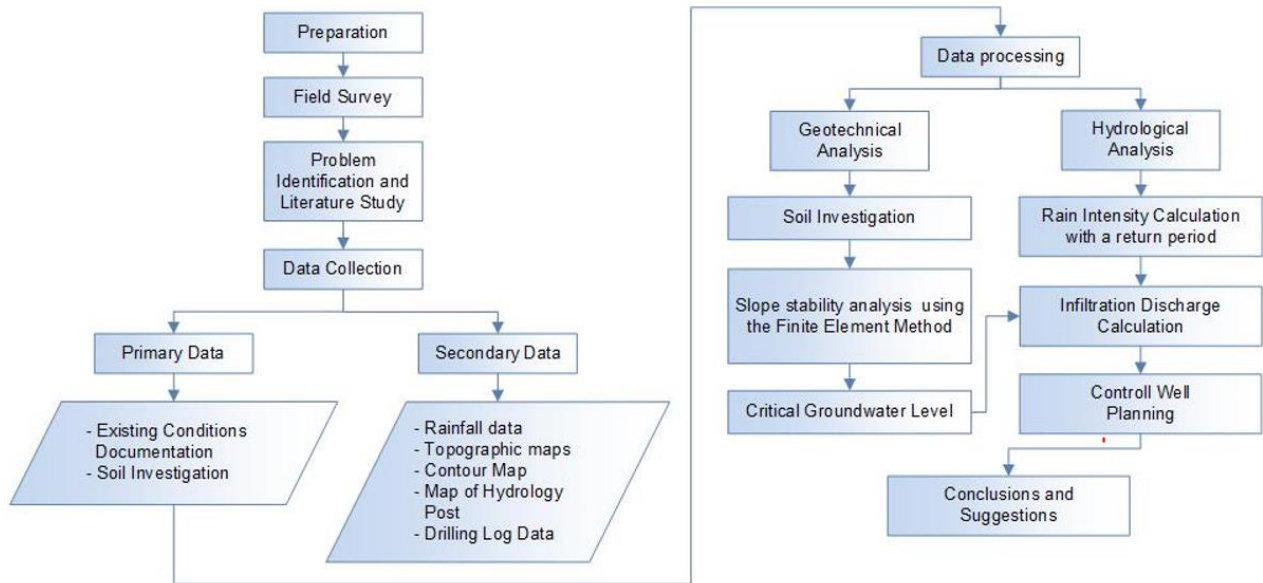 Preparation
Field Survey
Problem
Identification and
Literature Study
Data Collection
Primary Data
Secondary Data
- Existing Conditions
Documentation
- Soil Investigation
- Rainfall data
- Topographic maps
- Contour Map
- Map of Hydrology
Post
- Drilling Log Data
Data processing
Geotechnical
Analysis
Hydrological
Analysis
Soil Investigation
Rain Intensity Calculation
with a return period
Slope stability analysis using
the Finite Element Method
Infiltration Discharge
Calculation
Critical Groundwater Level
Controll Well
Planning
Conclusions and
Suggestions